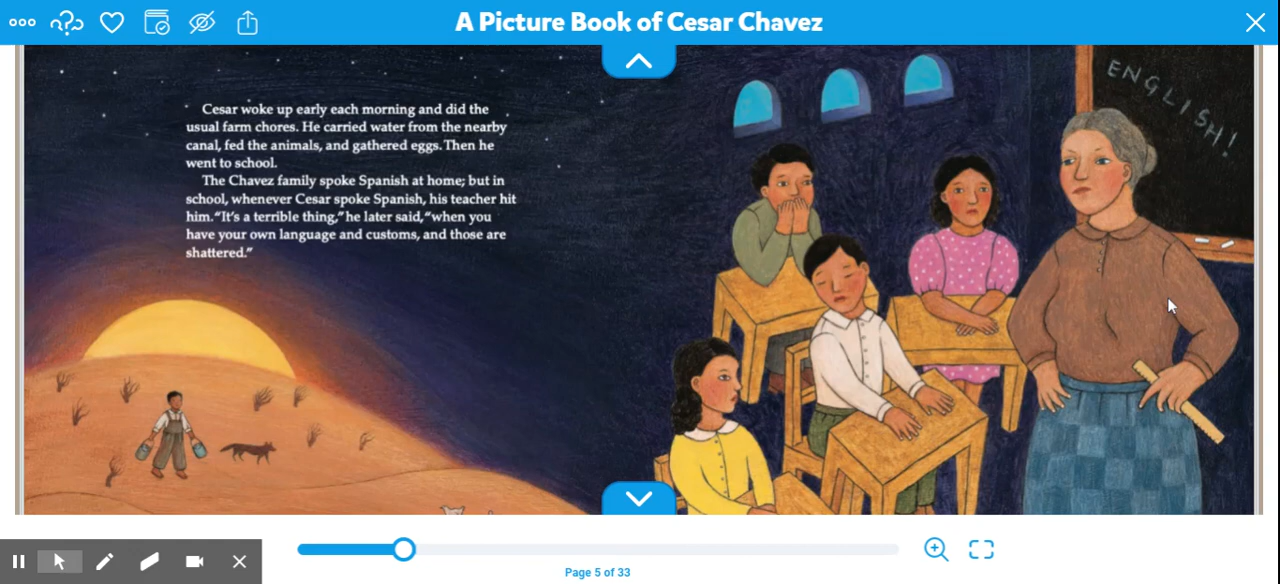 A Picture Book of Cesar Chavez
Cesar woke up early each morning and did the
usual farm chores. He carried water from the nearby
canal, fed the animals, and gathered eggs. Then he
went to school.
The Chavez family spoke Spanish at home; but in
school, whenever Cesar spoke Spanish, his teacher hit
him. “It’s a terrible thing,” he later said, “when you
have your own language and customs, and those are
shattered.”
ENGLISH!
Page 5 of 33